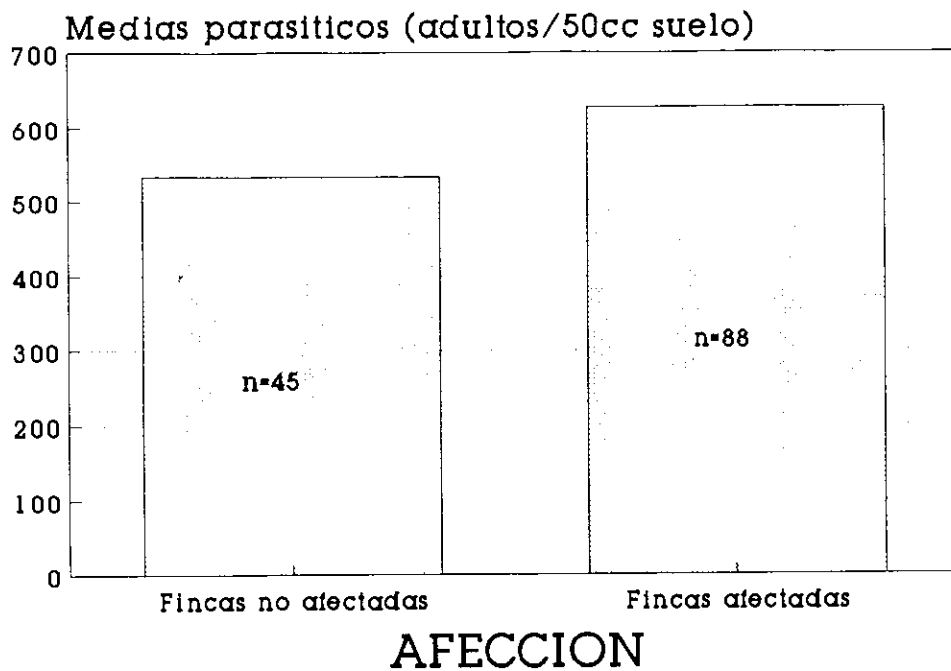 Medias parasiticos (adultos/50cc suelo)
700
600
500
400
300
200
100
0
n=45
n=88
Fincas no afectadas
Fincas afectadas
AFECCION